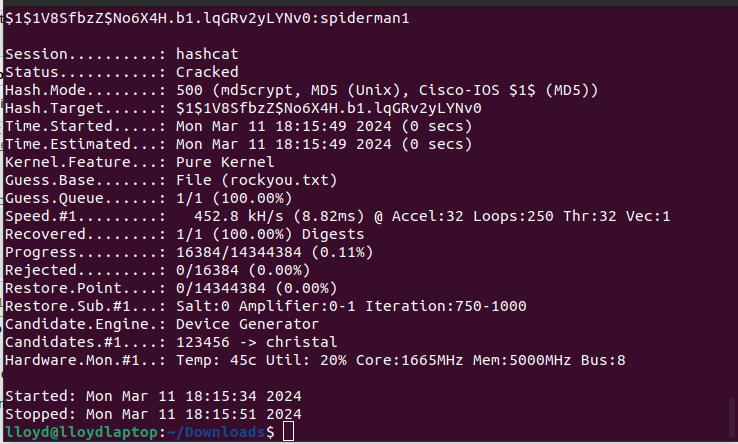 $1$1V8SfbzZ$No6X4H.b1.lqGRv2yLYNv0:spiderman1
Session..........: hashcat
Status...........: Cracked
Hash.Mode........: 500 (md5crypt, MD5 (Unix), Cisco-IOS $1$ (MD5))
Hash.Target......: $1$1V8SfbzZ$No6X4H.b1.lqGRv2yLYNv0
Time.Started.....: Mon Mar 11 18:15:49 2024 (0 secs)
Time.Estimated...: Mon Mar 11 18:15:49 2024 (0 secs)
Kernel.Feature...: Pure Kernel
Guess.Base.......: File (rockyou.txt)
Guess.Queue......: 1/1 (100.00%)
Speed.#1.........:   452.8 kH/s (8.82ms) @ Accel:32 Loops:250 Thr:32 Vec:1
Recovered........: 1/1 (100.00%) Digests
Progress.........: 16384/14344384 (0.11%)
Rejected.........: 0/16384 (0.00%)
Restore.Point....: 0/14344384 (0.00%)
Restore.Sub.#1...: Salt:0 Amplifier:0-1 Iteration:750-1000
Candidate.Engine.: Device Generator
Candidates.#1....: 123456 -> christal
Hardware.Mon.#1..: Temp: 45c Util: 20% Core:1665MHz Mem:5000MHz Bus:8
Started: Mon Mar 11 18:15:34 2024
Stopped: Mon Mar 11 18:15:51 2024
lloyd@lloydlaptop:~/Downloads$